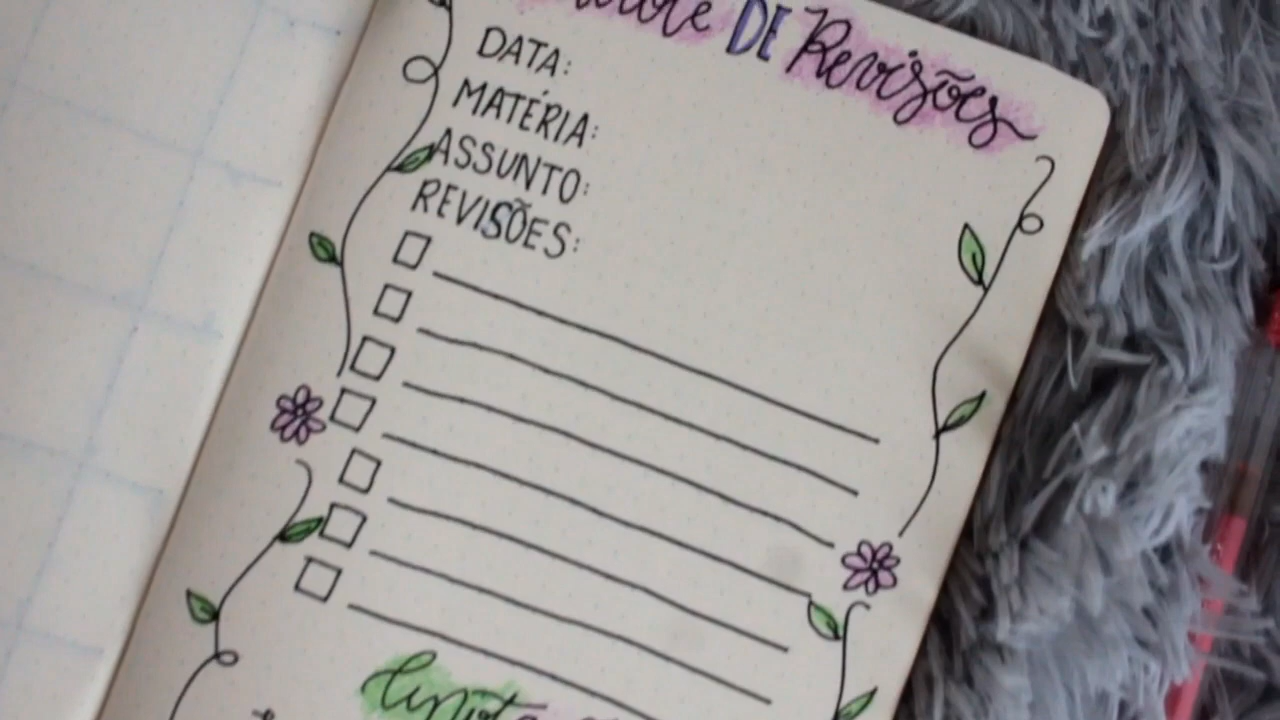 DE Revisões
DATA:
MATÉRIA:
ASSUNTO:
REVISÕES: